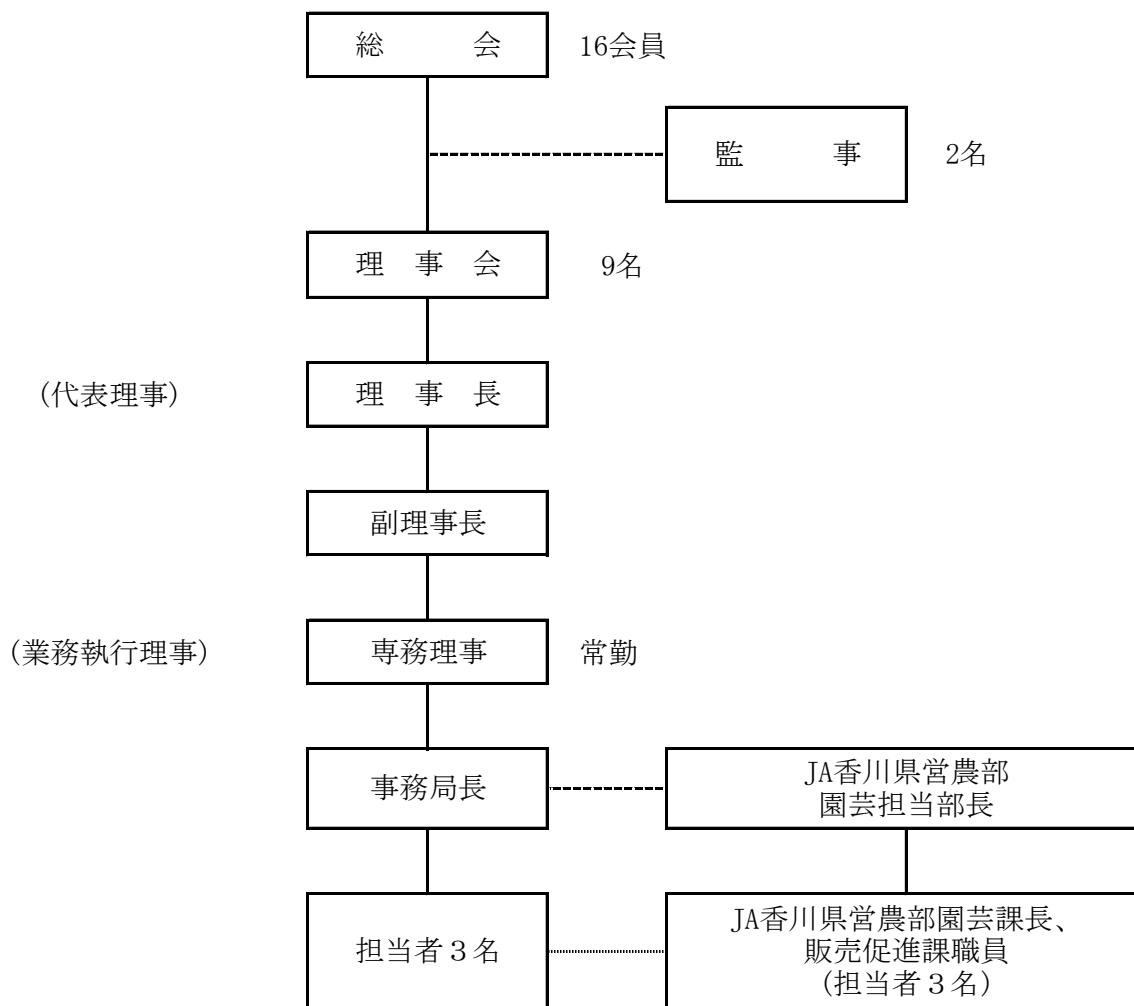 総　会　16会員
監　事　2名
理　事　会　9名
(代表理事)　理　事　長
副理事長
(業務執行理事)　専務理事　常勤
事務局長
JA香川県営農部
園芸担当部長
担当者３名
JA香川県営農部園芸課長、
販売促進課職員
(担当者３名)